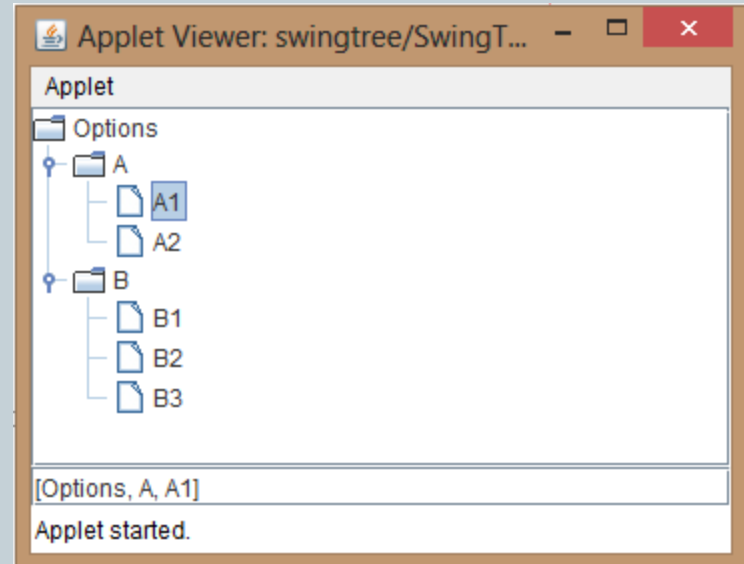 Applet Viewer: swingtree/SwingT...
Applet
Options
A
A1
A2
B
B1
B2
B3
[Options, A, A1]
Applet started.